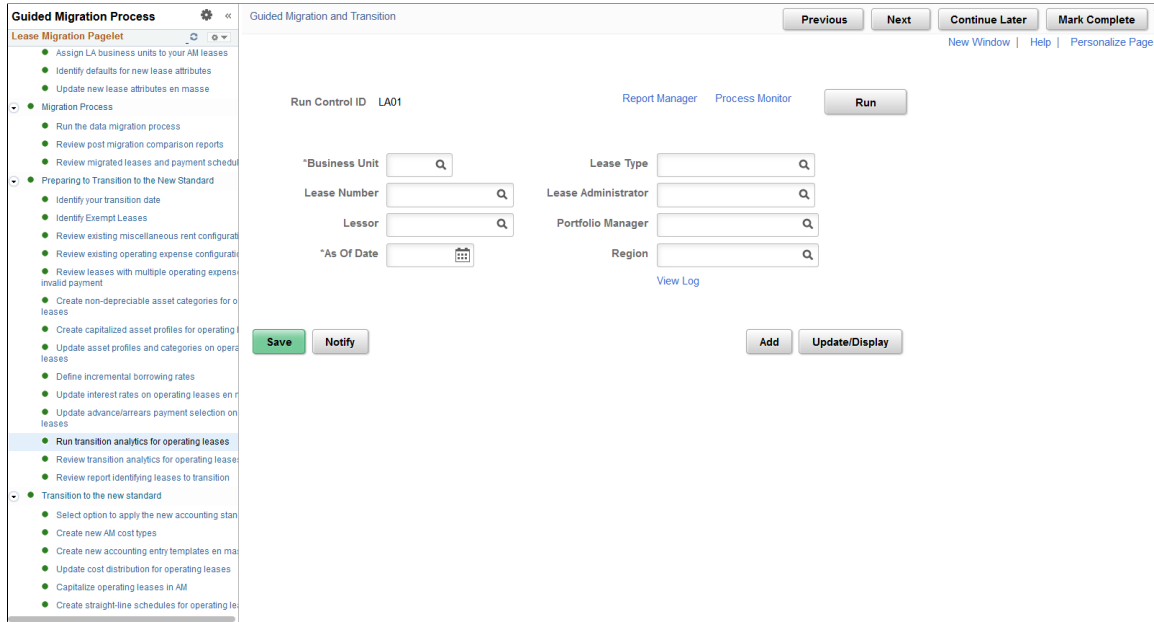 Guided Migration Process
«
Lease Migration Pagelet
Assign LA business units to your AM leases
Identify defaults for new lease attributes
Update new lease attributes en masse
Migration Process
Run the data migration process
Review post migration comparison reports
Review migrated leases and payment schedul
Preparing to Transition to the New Standard
Identify your transition date
Identify Exempt Leases
Review existing miscellaneous rent configurati
Review existing operating expense configuratio
Review leases with multiple operating expense
invalid payment
Create non-depreciable asset categories for o
leases
Create capitalized asset profiles for operating l
Update asset profiles and categories on opera
leases
Define incremental borrowing rates
Update interest rates on operating leases en m
Update advance/arrears payment selection on
leases
Run transition analytics for operating leases
Review transition analytics for operating leases
Review report identifying leases to transition
Transition to the new standard
Select option to apply the new accounting stan
Create new AM cost types
Create new accounting entry templates en mas
Update cost distribution for operating leases
Capitalize operating leases in AM
Create straight-line schedules for operating lea
Guided Migration and Transition
Previous
Next
Continue Later
Mark Complete
New Window | Help | Personalize Page
Run Control ID LA01
Report Manager
Process Monitor
Run
*Business Unit
Lease Type
Lease Number
Lease Administrator
Lessor
Portfolio Manager
*As Of Date
Region
View Log
Save
Notify
Add
Update/Display